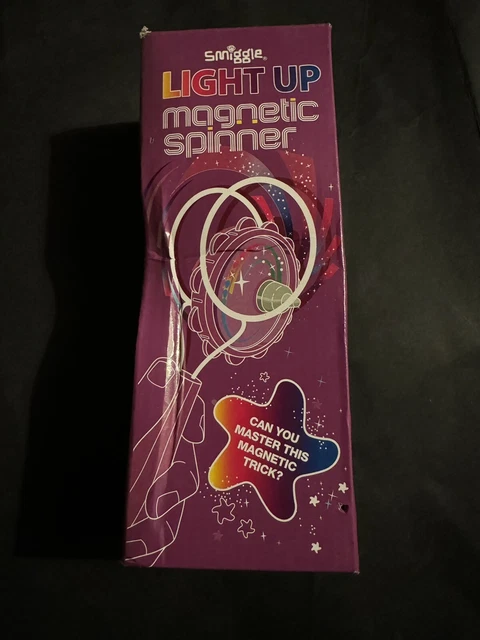 smiggle®
LIGHT UP
magnetic
spinner
CAN YOU
MASTER THIS
MAGNETIC
TRICK?